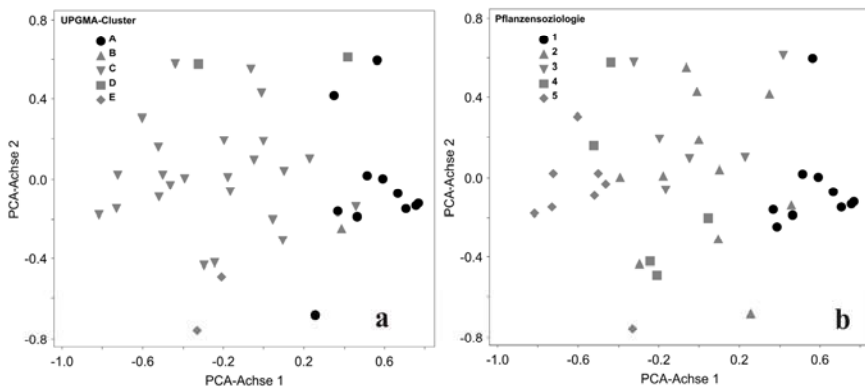 UPGMA-Cluster
A
B
C
D
E
PCA-Achse 2
0.8
0.4
0.0
-0.4
-0.8
-1.0
-0.6
-0.2
0.2
0.6
PCA-Achse 1
a
Pflanzensoziologie
1
2
3
4
5
PCA-Achse 2
0.8
0.4
0.0
-0.4
-0.8
-1.0
-0.6
-0.2
0.2
0.6
PCA-Achse 1
b